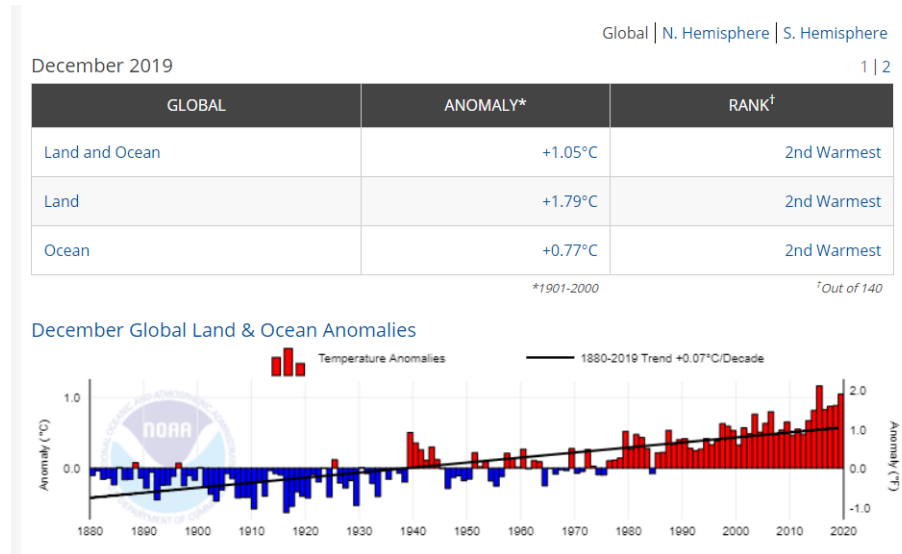 Global | N. Hemisphere | S. Hemisphere
December 2019 1 | 2
GLOBAL ANOMALY* RANK†
Land and Ocean +1.05°C 2nd Warmest
Land +1.79°C 2nd Warmest
Ocean +0.77°C 2nd Warmest
*1901-2000 †Out of 140
December Global Land & Ocean Anomalies
Temperature Anomalies 1880-2019 Trend +0.07°C/Decade
Anomaly (°C)
1.0
0.0
NOAA
2.0
1.0
0.0
-1.0
Anomaly (°F)
1880 1890 1900 1910 1920 1930 1940 1950 1960 1970 1980 1990 2000 2010 2020